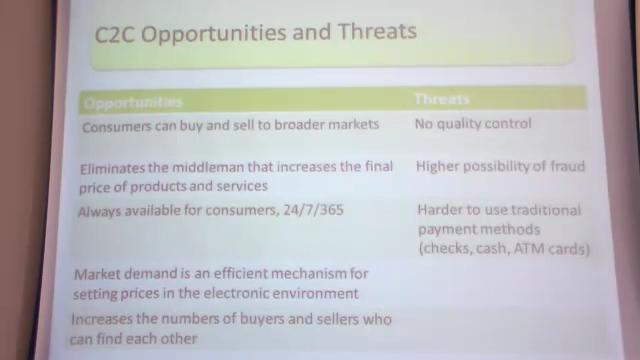 C2C Opportunities and Threats
Opportunities Threats
Consumers can buy and sell to broader markets No quality control
Eliminates the middleman that increases the final Higher possibility of fraud
price of products and services
Always available for consumers, 24/7/365 Harder to use traditional
payment methods
(checks, cash, ATM cards)
Market demand is an efficient mechanism for
setting prices in the electronic environment
Increases the numbers of buyers and sellers who
can find each other